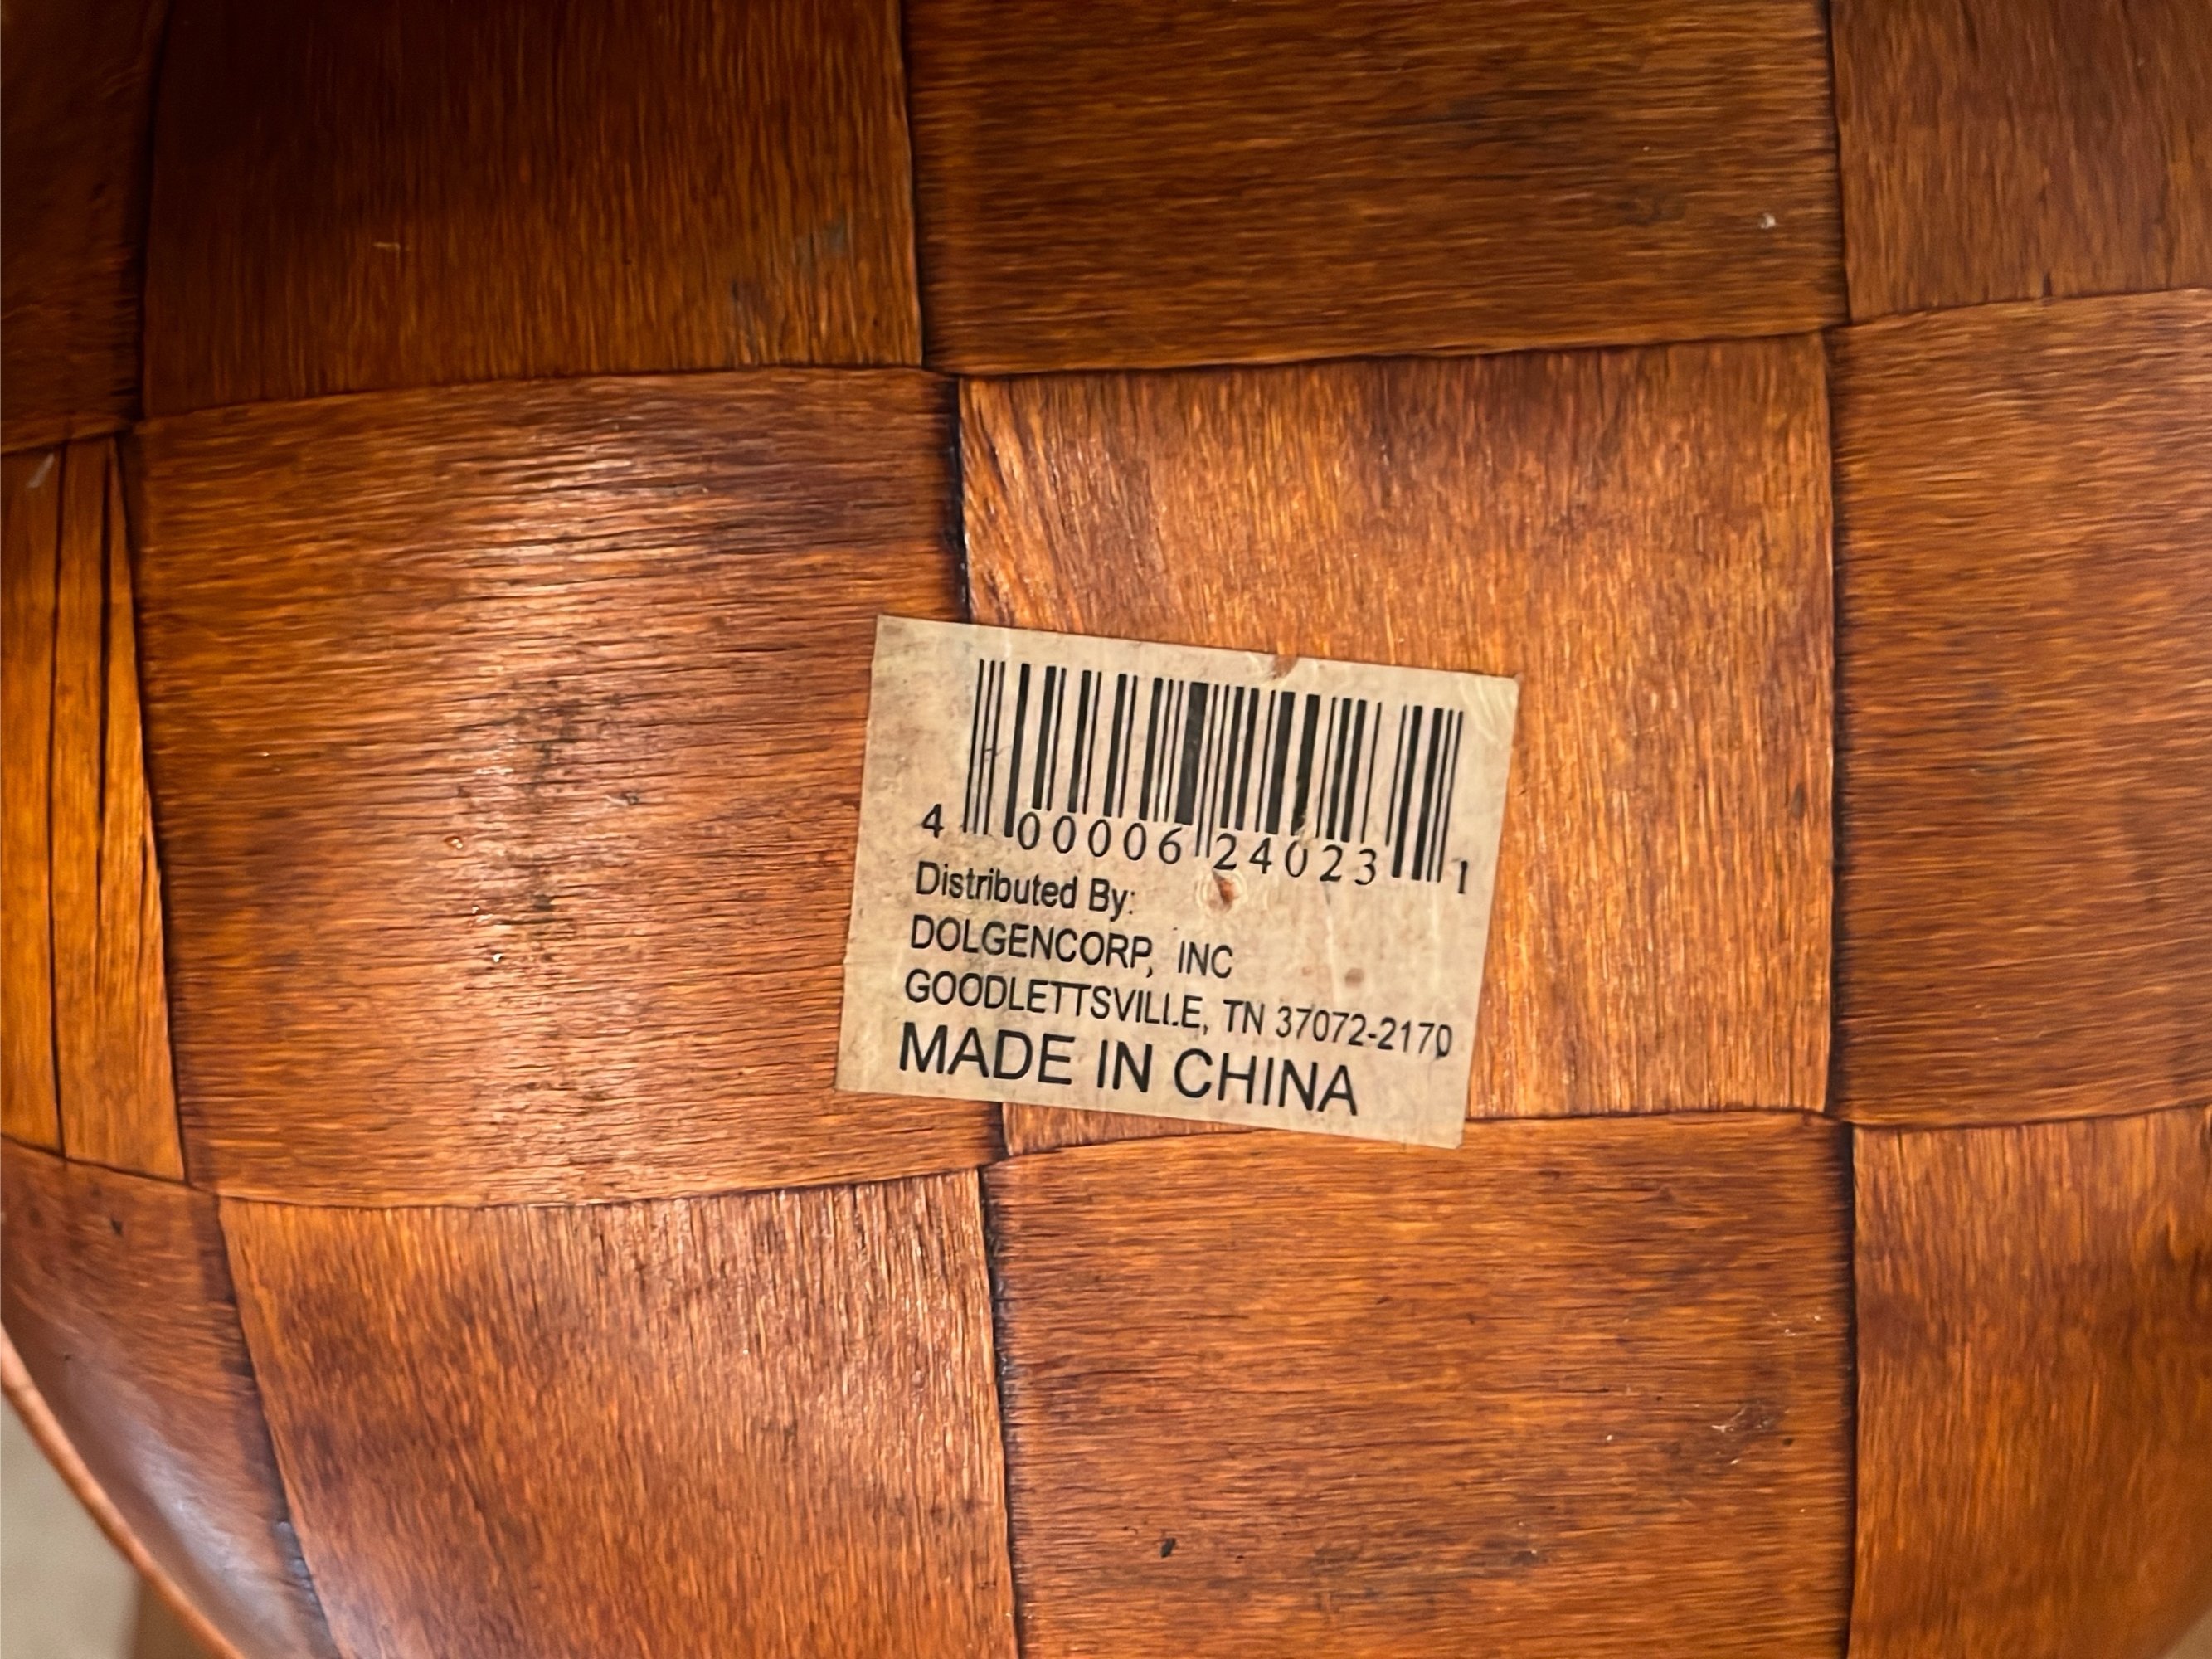 4 00006 24023 1
Distributed By:
DOLGENCORP, INC
GOODLETTSVILLE, TN 37072-2170
MADE IN CHINA